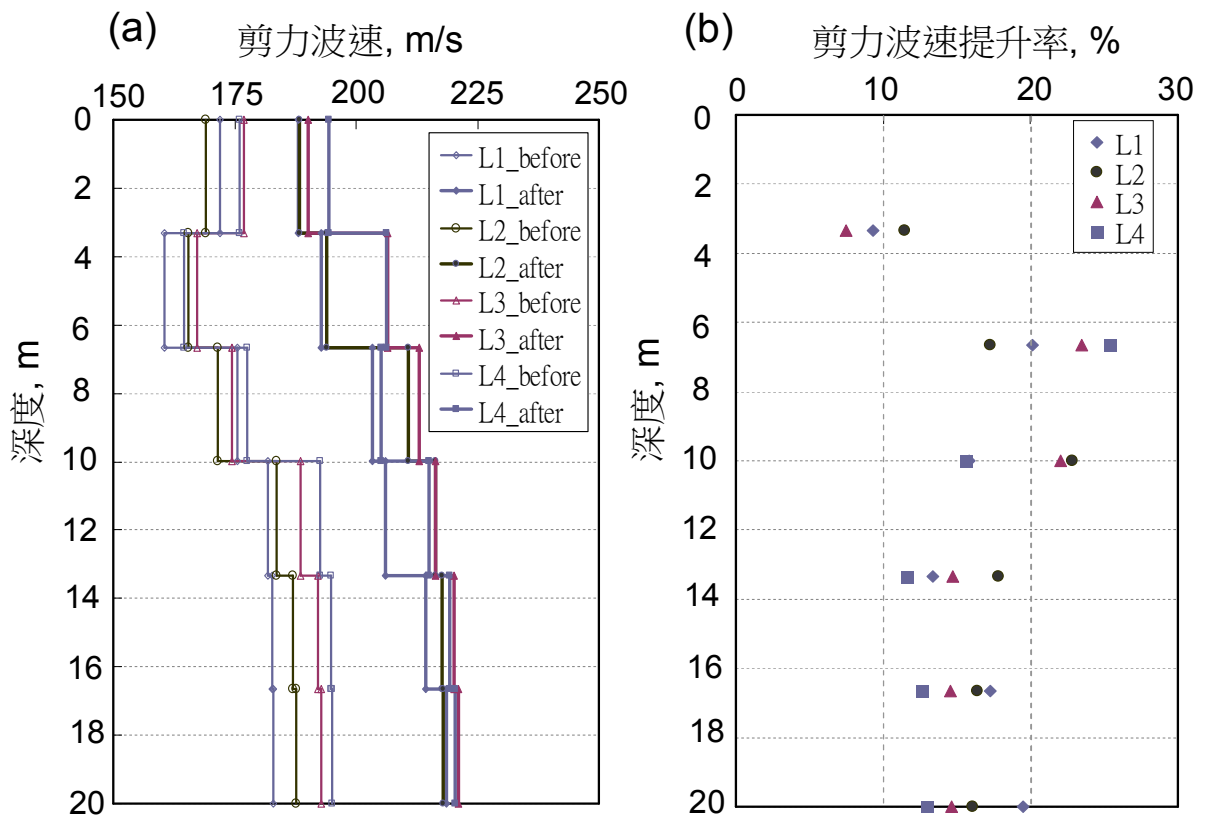 (a)
剪力波速, m/s
150 175 200 225 250
0
2
4
6
8
10
12
14
16
18
20
深度, m
L1_before
L1_after
L2_before
L2_after
L3_before
L3_after
L4_before
L4_after
(b)
剪力波速提升率, %
0 10 20 30
0
2
4
6
8
10
12
14
16
18
20
深度, m
L1
L2
L3
L4